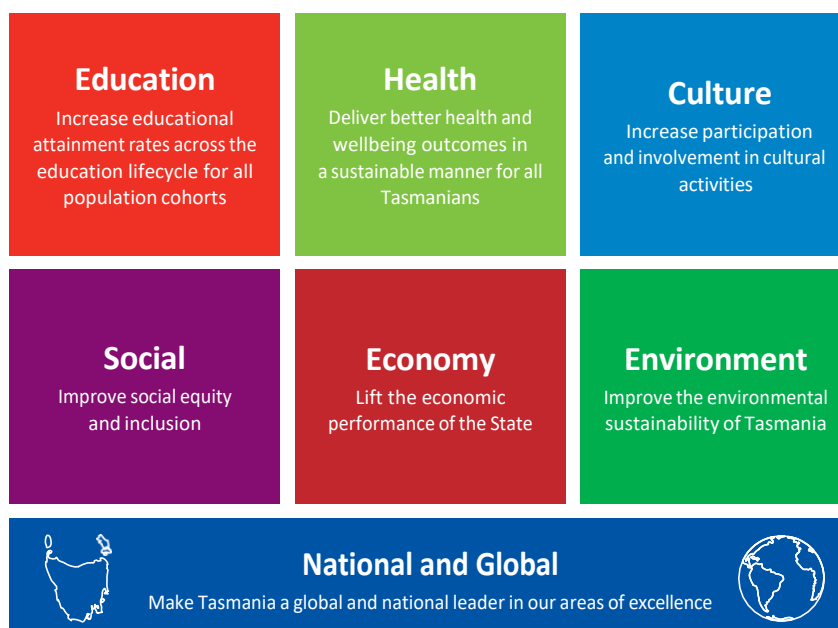 Education
Increase educational
attainment rates across the
education lifecycle for all
population cohorts
Health
Deliver better health and
wellbeing outcomes in
a sustainable manner for all
Tasmanians
Culture
Increase participation
and involvement in cultural
activities
Social
Improve social equity
and inclusion
Economy
Lift the economic
performance of the State
Environment
Improve the environmental
sustainability of Tasmania
National and Global
Make Tasmania a global and national leader in our areas of excellence